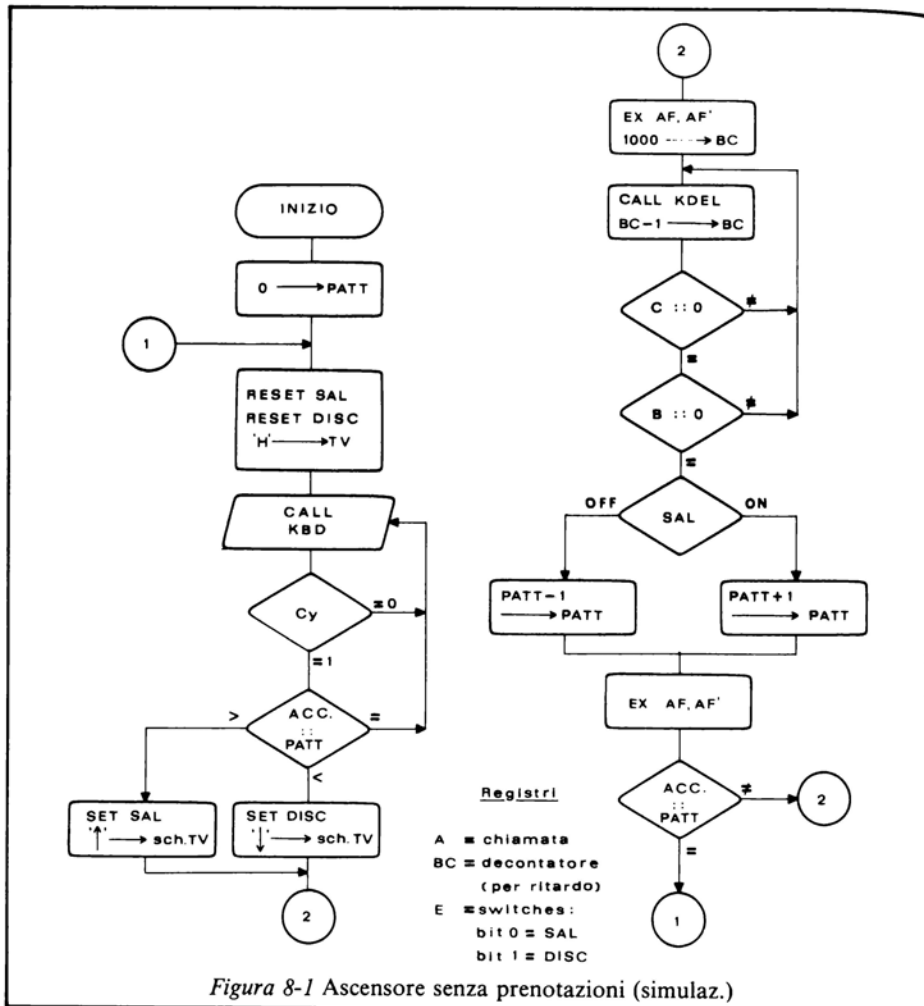 INIZIO
0 → PATT
1
RESET SAL
RESET DISC
'H' → TV
CALL
KBD
Cy
=0
=1
ACC.
::
PATT
>
=
<
SET SAL
'↑' → sch.TV
SET DISC
'↓' → sch.TV
2
2
EX AF, AF'
1000 → BC
CALL KDEL
BC-1 → BC
C :: 0
≠
=
B :: 0
≠
=
OFF
SAL
ON
PATT-1
→ PATT
PATT+1
→ PATT
EX AF, AF'
ACC.
::
PATT
≠
2
=
1
Registri
A = chiamata
BC = decontatore
(per ritardo)
E = switches:
bit 0 = SAL
bit 1 = DISC
Figura 8-1 Ascensore senza prenotazioni (simulaz.)